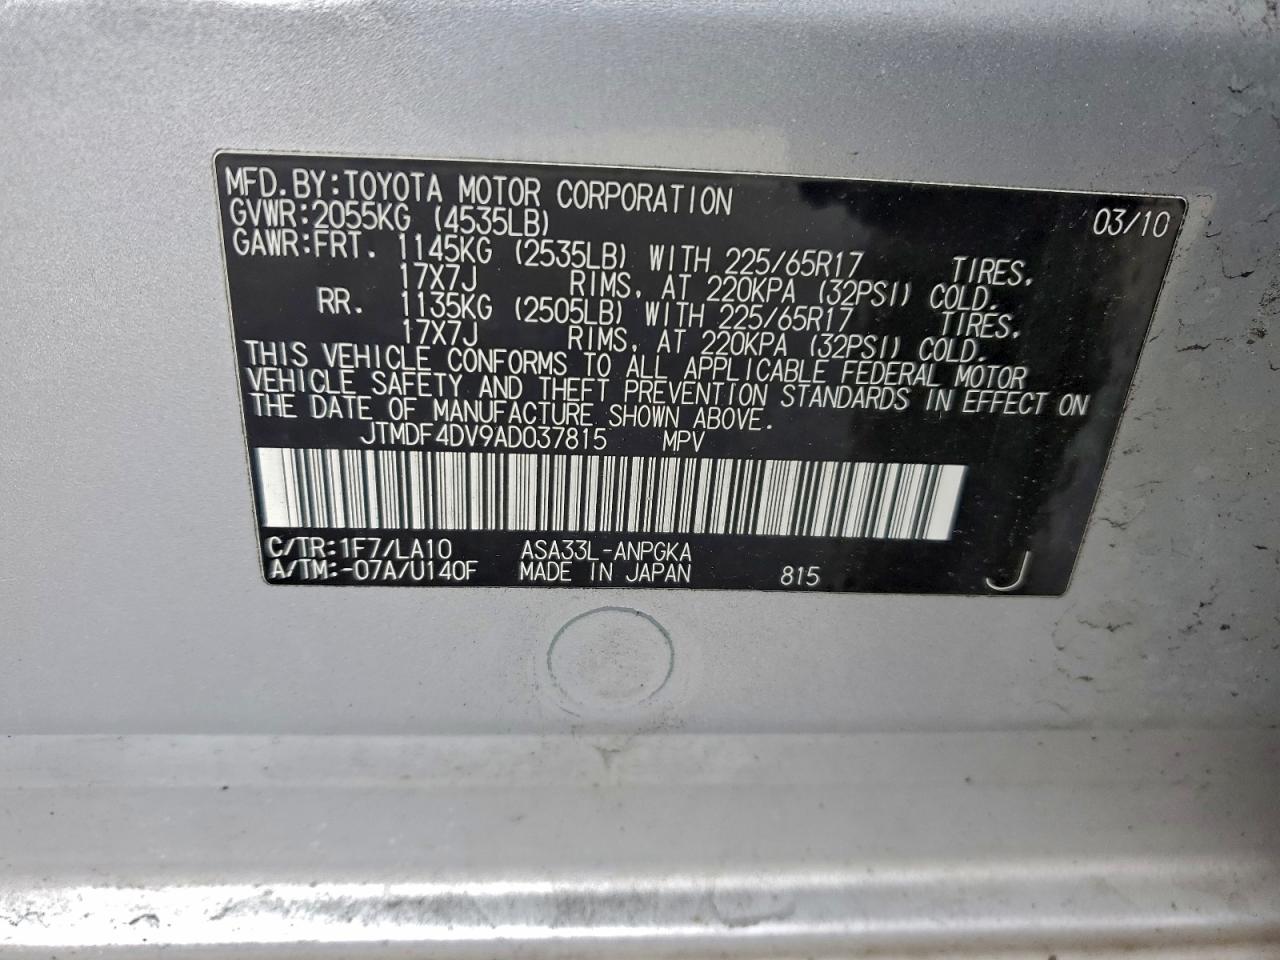 MFD.BY:TOYOTA MOTOR CORPORATION 03/10
GVWR:2055KG (4535LB)
GAWR:FRT. 1145KG (2535LB) WITH 225/65R17 TIRES,
17X7J RIMS, AT 220KPA (32PSI) COLD.
RR. 1135KG (2505LB) WITH 225/65R17 TIRES,
17X7J RIMS, AT 220KPA (32PSI) COLD.
THIS VEHICLE CONFORMS TO ALL APPLICABLE FEDERAL MOTOR
VEHICLE SAFETY AND THEFT PREVENTION STANDARDS IN EFFECT ON
THE DATE OF MANUFACTURE SHOWN ABOVE.
JTMDF4DV9AD037815 MPV
C/TR:1F7/LA10 ASA33L-ANPGKA
A/TM:-07A/U140F MADE IN JAPAN 815 J